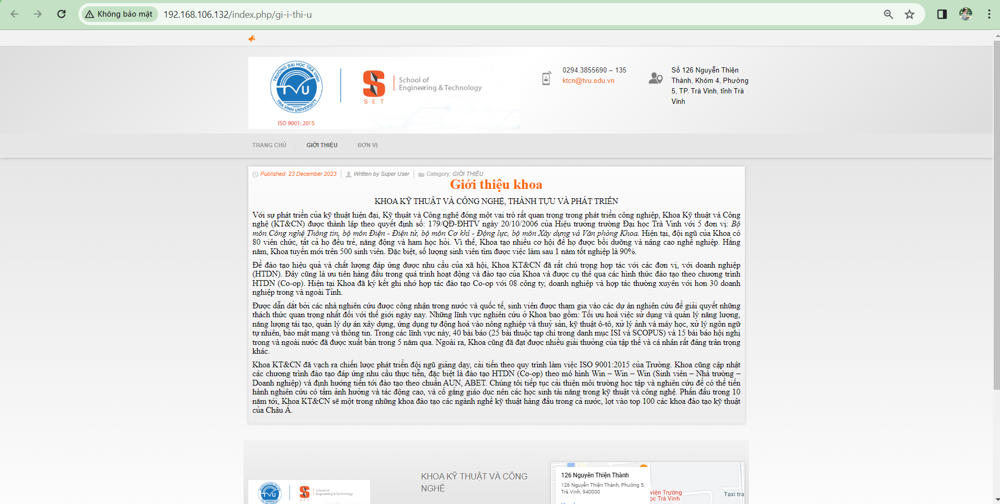 Không bảo mật
192.168.106.132/index.php/gi-i-thi-u
TRƯỜNG ĐẠI HỌC TRÀ VINH
TVU
TRA VINH UNIVERSITY
ISO 9001: 2015
SET
School of
Engineering & Technology
0294.3855690 – 135
ktcn@tvu.edu.vn
Số 126 Nguyễn Thiện
Thành, Khóm 4, Phường
5, TP. Trà Vinh, tỉnh Trà
Vinh
TRANG CHỦ
GIỚI THIỆU
ĐƠN VỊ
Published: 23 December 2023
Written by Super User
Category: GIỚI THIỆU
Giới thiệu khoa
KHOA KỸ THUẬT VÀ CÔNG NGHỆ, THÀNH TỰU VÀ PHÁT TRIỂN
Với sự phát triển của kỹ thuật hiện đại, Kỹ thụât và Công nghệ đóng một vai trò rất quan trọng trong phát triển công nghiệp, Khoa Kỹ thuật và Công
nghệ (KT&CN) được thành lập theo quyết định số: 179/QĐ-ĐHTV ngày 20/10/2006 của Hiệu trưởng trường Đại học Trà Vinh với 5 đơn vị: Bộ
môn Công nghệ Thông tin, bộ môn Điện - Điện tử, bộ môn Cơ khí - Động lực, bộ môn Xây dựng và Văn phòng Khoa. Hiện tại, đội ngũ của Khoa có
80 viên chức, tất cả họ đều trẻ, năng động và ham học hỏi. Vì thế, Khoa tạo nhiều cơ hội để họ được bồi dưỡng và nâng cao nghề nghiệp. Hằng
năm, Khoa tuyển mới trên 500 sinh viên. Đặc biệt, số lượng sinh viên tìm được việc làm sau 1 năm tốt nghiệp là 90%.
Để đào tạo hiệu quả và chất lượng đáp ứng được nhu cầu của xã hội, Khoa KT&CN đã rất chú trọng hợp tác với các đơn vị, với doanh nghiệp
(HTDN). Đây cũng là ưu tiên hàng đầu trong quá trình hoạt động và đào tạo của Khoa và được cụ thể qua các hình thức đào tạo theo chương trình
HTDN (Co-op). Hiện tại Khoa đã ký kết ghi nhớ hợp tác đào tạo Co-op với 08 công ty, doanh nghiệp và hợp tác thường xuyên với hơn 30 doanh
nghiệp trong và ngoài Tỉnh.
Được dẫn dắt bởi các nhà nghiên cứu được công nhận trong nước và quốc tế, sinh viên được tham gia vào các dự án nghiên cứu để giải quyết những
thách thức quan trọng nhất đối với thế giới ngày nay. Những lĩnh vực nghiên cứu ở Khoa bao gồm: Tối ưu hoá việc sử dụng và quản lý năng lượng,
năng lượng tái tạo, quản lý dự án xây dựng, ứng dụng tự động hoá vào nông nghiệp và thuỷ sản, kỹ thuật ô-tô, xử lý ảnh và máy học, xử lý ngôn ngữ
tự nhiên, bảo mật mạng và thông tin. Trong các lĩnh vực này, 40 bài báo (25 bài thuộc tạp chí trong danh mục ISI và SCOPUS) và 15 bài báo hội nghị
trong và ngoài nước đã được xuất bản trong 5 năm qua. Ngoài ra, Khoa cũng đã đạt được nhiều giải thưởng của tập thể và cá nhân rất đáng trân trọng
khác.
Khoa KT&CN đã vạch ra chiến lược phát triển đội ngũ giảng dạy, cải tiến theo quy trình làm việc ISO 9001:2015 của Trường. Khoa cũng cập nhật
các chương trình đào tạo đáp ứng nhu cầu thực tiễn, đặc biệt là đào tạo HTDN (Co-op) theo mô hình Win – Win – Win (Sinh viên – Nhà trường –
Doanh nghiệp) và định hướng tiến tới đào tạo theo chuẩn AUN, ABET. Chúng tôi tiếp tục cải thiện môi trường học tập và nghiên cứu để có thể tiến
hành nghiên cứu có tầm ảnh hưởng và tác động cao, và cố gắng giáo dục nên các học sinh tài năng trong kỹ thuật và công nghệ. Phấn đấu trong 10
năm tới, Khoa KT&CN sẽ một trong những khoa đào tạo các ngành nghề kỹ thuật hàng đầu trong cả nước, lọt vào top 100 các khoa đào tạo kỹ thuật
của Châu Á.
TVU
SET
School of
Engineering & Technology
KHOA KỸ THUẬT VÀ CÔNG
NGHỆ
126 Nguyễn Thiện Thành
126 Nguyễn Thiện Thành, Phường 5,
Trà Vinh, 940000
viện Trường
ọc Trà Vinh
Taxi tra